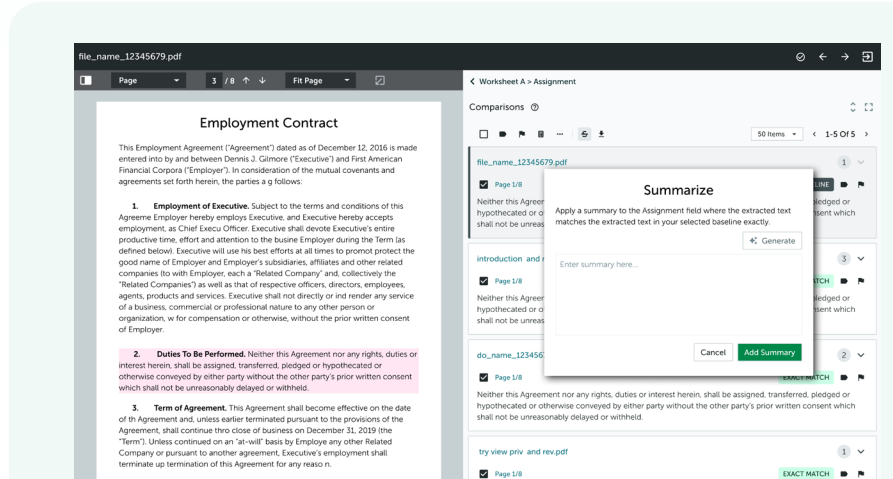 file_name_12345679.pdf
Page
3 / 8
Fit Page
Employment Contract
This Employment Agreement ("Agreement") dated as of December 12, 2016 is made
entered into by and between Dennis J. Gilmore ("Executive") and First American
Financial Corpora ("Employer"). In consideration of the mutual covenants and
agreements set forth herein, the parties a g follows:
1. Employment of Executive. Subject to the terms and conditions of this
Agreeme Employer hereby employs Executive, and Executive hereby accepts
employment, as Chief Execu Officer. Executive shall devote Executive's entire
productive time, effort and attention to the busine Employer during the Term (as
defined below). Executive will use his best efforts at all times to promot protect the
good name of Employer and Employer's subsidiaries, affiliates and other related
companies (to with Employer, each a "Related Company" and, collectively the
"Related Companies") as well as that of respective officers, directors, employees,
agents, products and services. Executive shall not directly or ind render any service
of a business, commercial or professional nature to any other person or
organization, w for compensation or otherwise, without the prior written consent
of Employer.
2. Duties To Be Performed. Neither this Agreement nor any rights, duties or
interest herein, shall be assigned, transferred, pledged or hypothecated or
otherwise conveyed by either party without the other party's prior written consent
which shall not be unreasonably delayed or withheld.
3. Term of Agreement. This Agreement shall become effective on the date
of th Agreement and, unless earlier terminated pursuant to the provisions of the
Agreement, shall continue thro close of business on December 31, 2019 (the
"Term"). Unless continued on an "at-will" basis by Employe any other Related
Company or pursuant to another agreement, Executive's employment shall
terminate up termination of this Agreement for any reaso n.
Worksheet A > Assignment
Comparisons
50 Items
1-5 Of 5
file_name_12345679.pdf
1
Page 1/8
LINE
Neither this Agreer
pledged or
hypothecated or o
nsent which
shall not be unreas
Summarize
Apply a summary to the Assignment field where the extracted text
matches the extracted text in your selected baseline exactly.
Generate
Enter summary here...
Cancel
Add Summary
introduction and r
3
Page 1/8
ATCH
Neither this Agreer
pledged or
hypothecated or o
nsent which
shall not be unreas
do_name_123456
2
Page 1/8
EXACT MATCH
Neither this Agreement nor any rights, duties or interest herein, shall be assigned, transferred, pledged or
hypothecated or otherwise conveyed by either party without the other party's prior written consent which
shall not be unreasonably delayed or withheld.
try view priv and rev.pdf
1
Page 1/8
EXACT MATCH